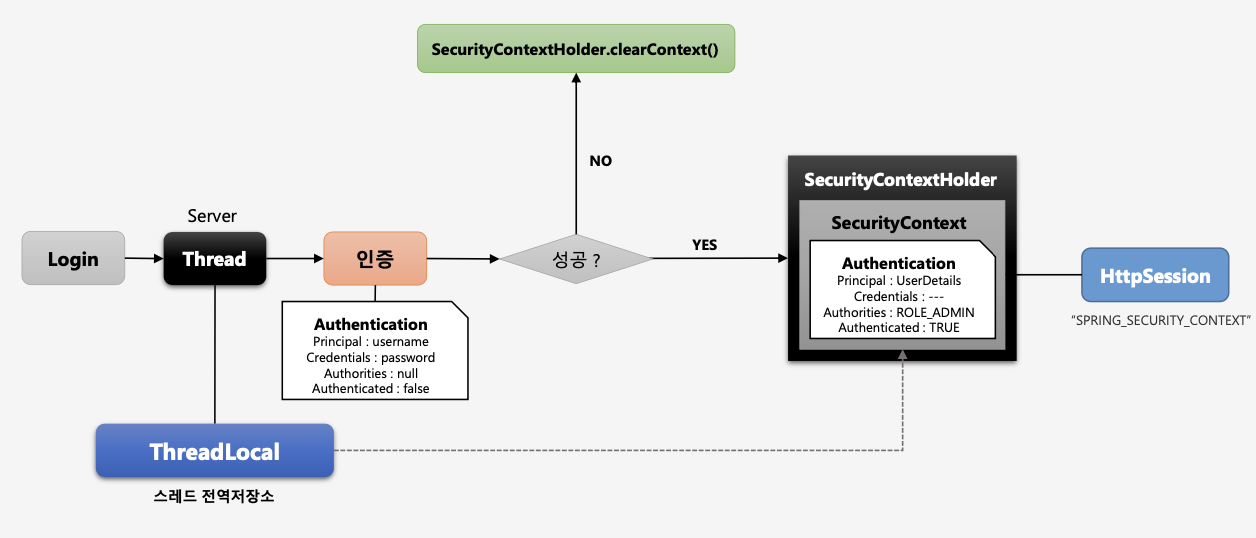 SecurityContextHolder.clearContext()
NO
Server
Login
Thread
인증
성공 ?
YES
Authentication
Principal : username
Credentials : password
Authorities : null
Authenticated : false
SecurityContextHolder
SecurityContext
Authentication
Principal : UserDetails
Credentials : ---
Authorities : ROLE_ADMIN
Authenticated : TRUE
HttpSession
“SPRING_SECURITY_CONTEXT”
ThreadLocal
스레드 전역저장소